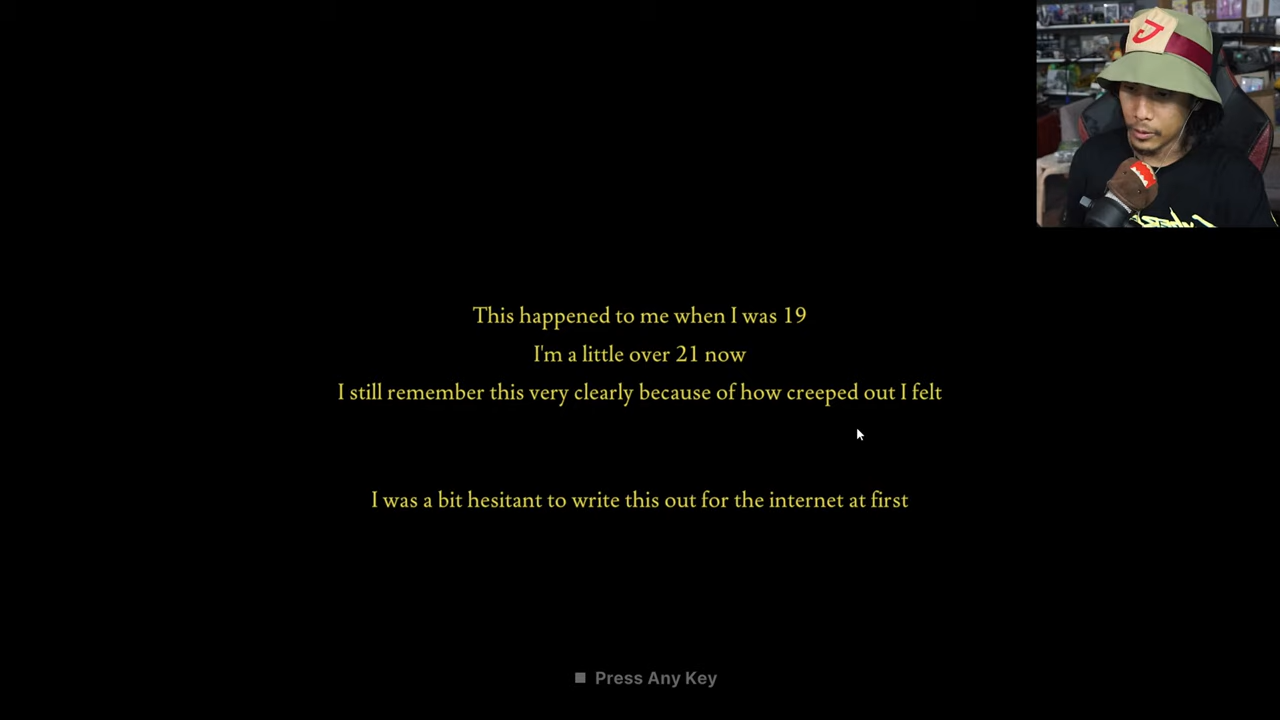 This happened to me when I was 19
I'm a little over 21 now
I still remember this very clearly because of how creeped out I felt
I was a bit hesitant to write this out for the internet at first
Press Any Key